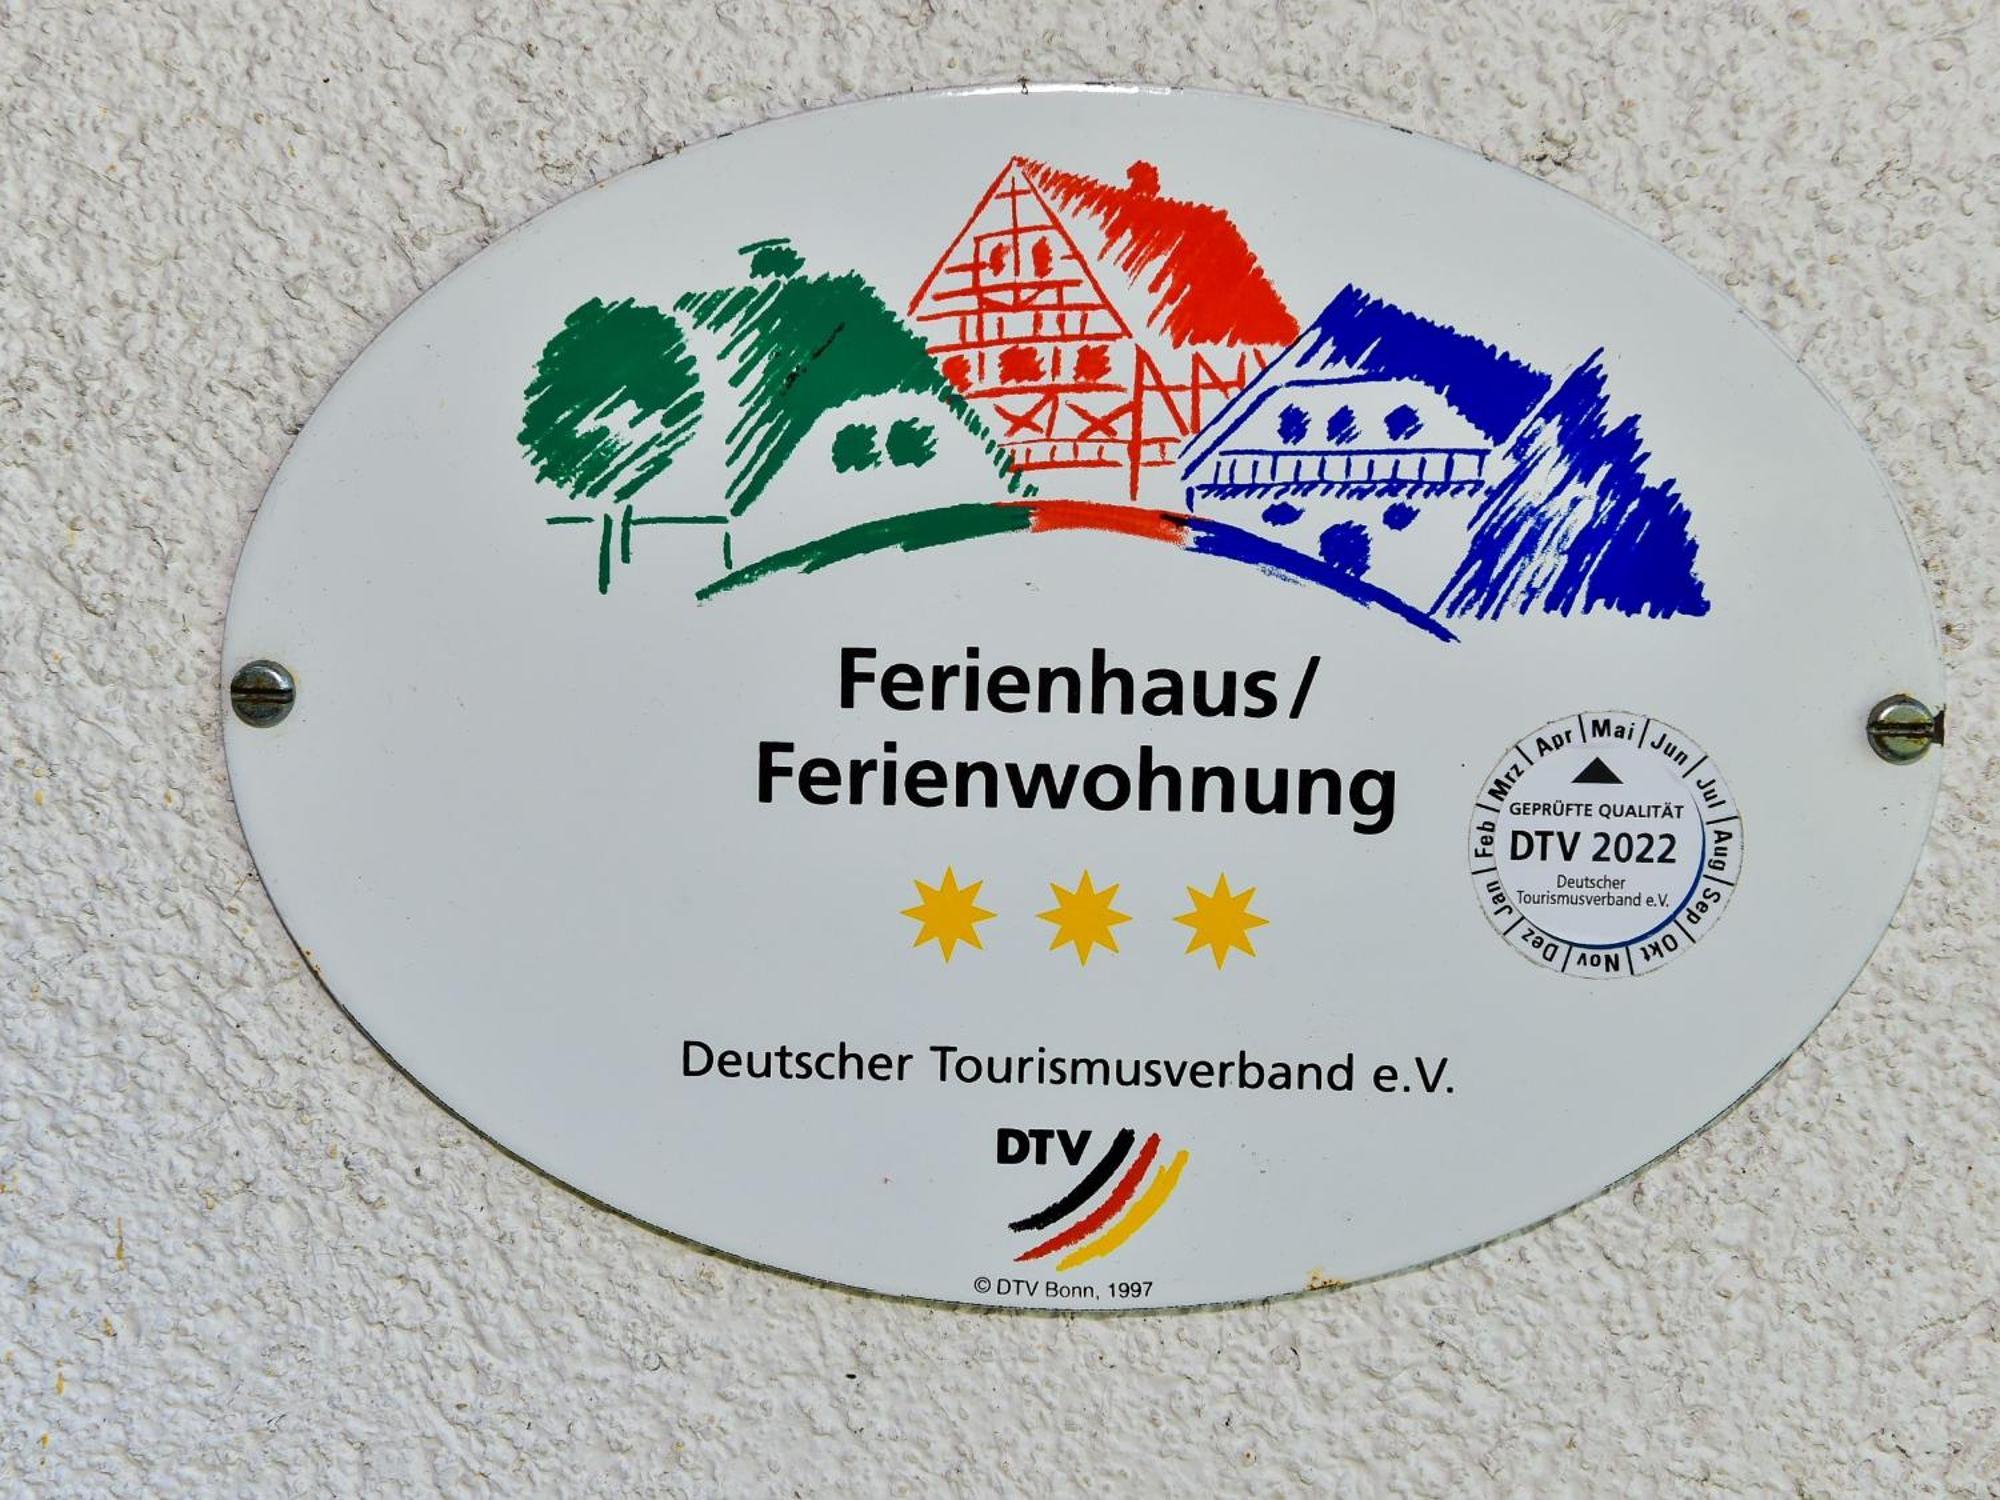 Ferienhaus/
Ferienwohnung
Jan | Feb | Mrz | Apr | Mai | Jun | Jul | Aug | Sep | Okt | Nov | Dez
GEPRÜFTE QUALITÄT
DTV 2022
Deutscher
Tourismusverband e.V.
Deutscher Tourismusverband e.V.
DTV
© DTV Bonn, 1997